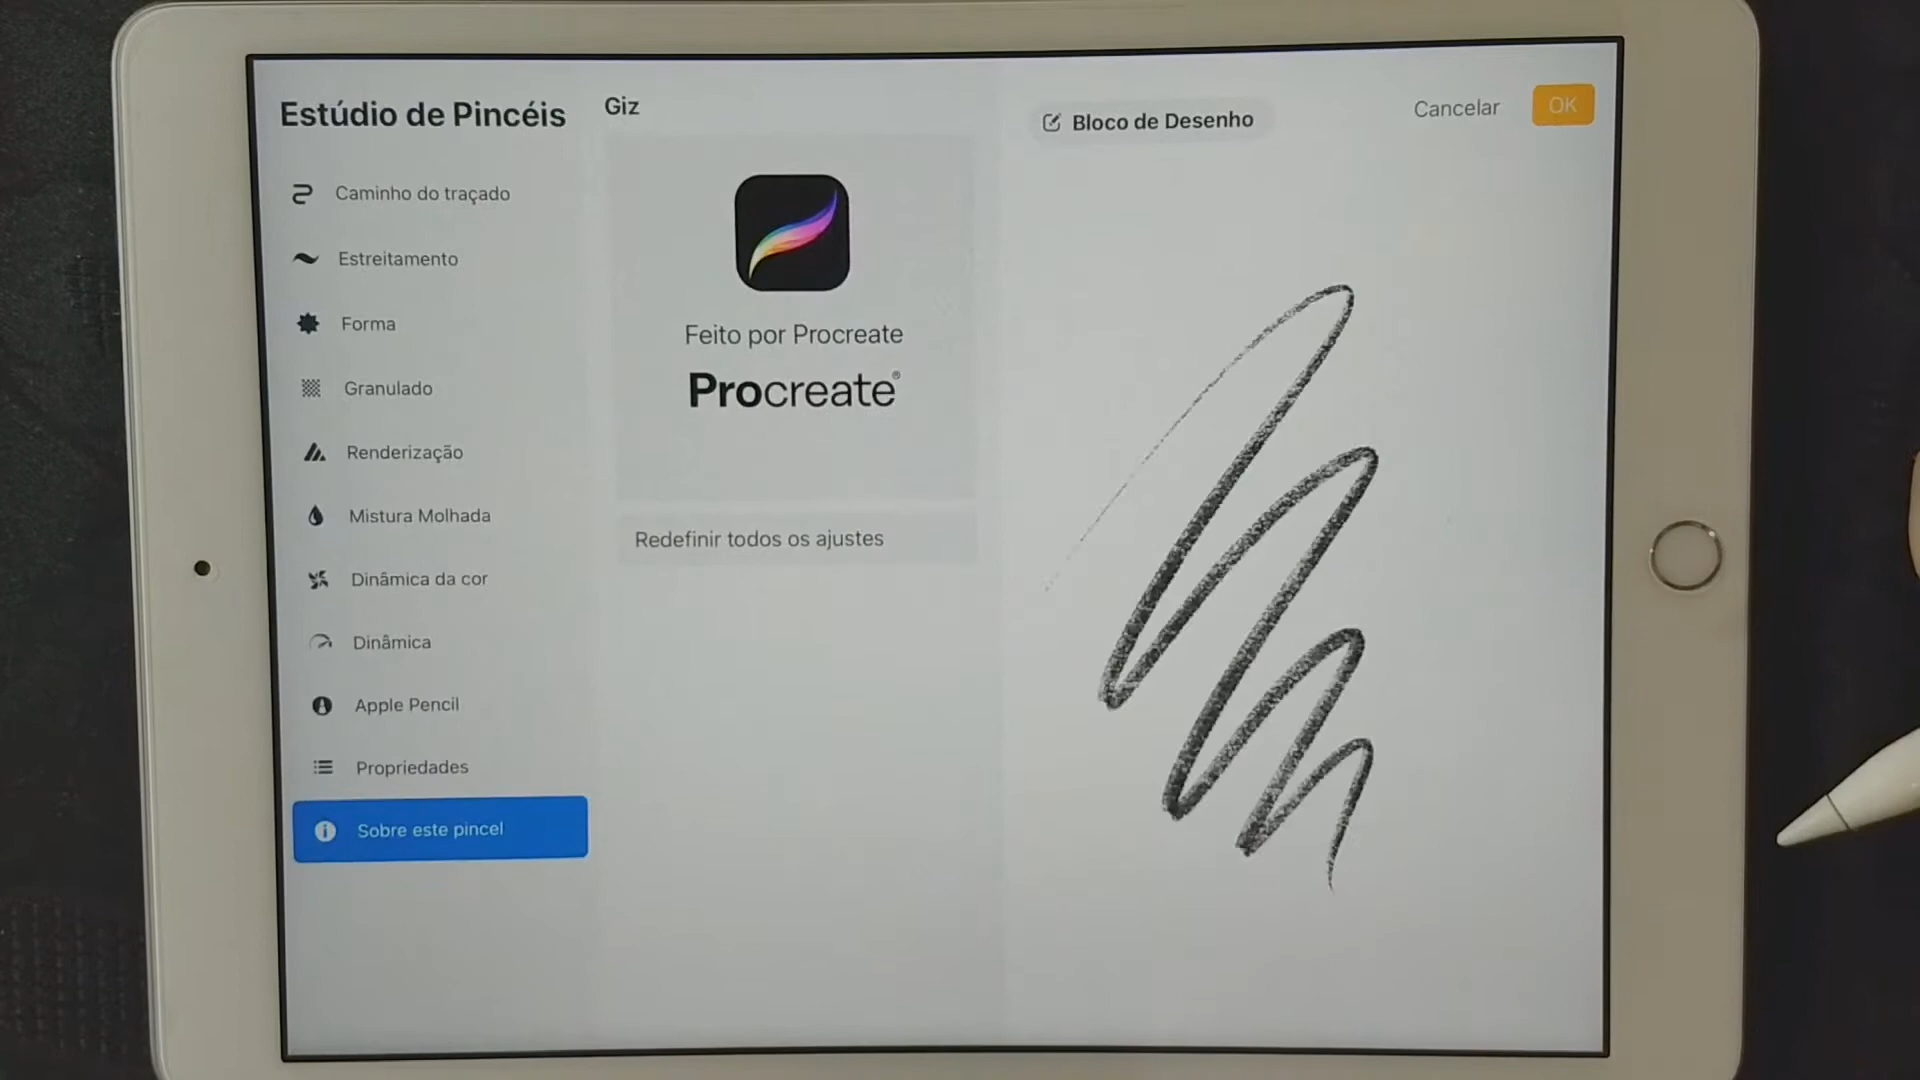 Estúdio de Pincéis
Caminho do traçado
Estreitamento
Forma
Granulado
Renderização
Mistura Molhada
Dinâmica da cor
Dinâmica
Apple Pencil
Propriedades
Sobre este pincel
Giz
Feito por Procreate
Procreate®
Redefinir todos os ajustes
Bloco de Desenho
Cancelar
OK